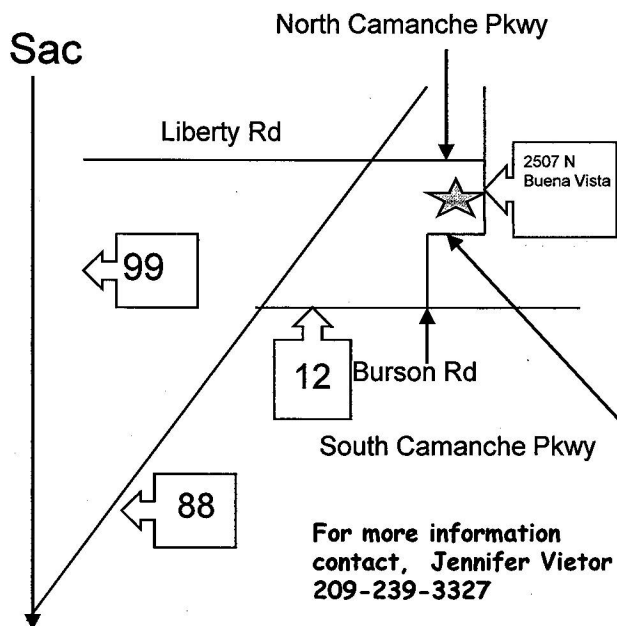 North Camanche Pkwy
Sac
Liberty Rd
2507 N
Buena Vista
99
12
Burson Rd
South Camanche Pkwy
88
For more information
contact, Jennifer Vietor
209-239-3327